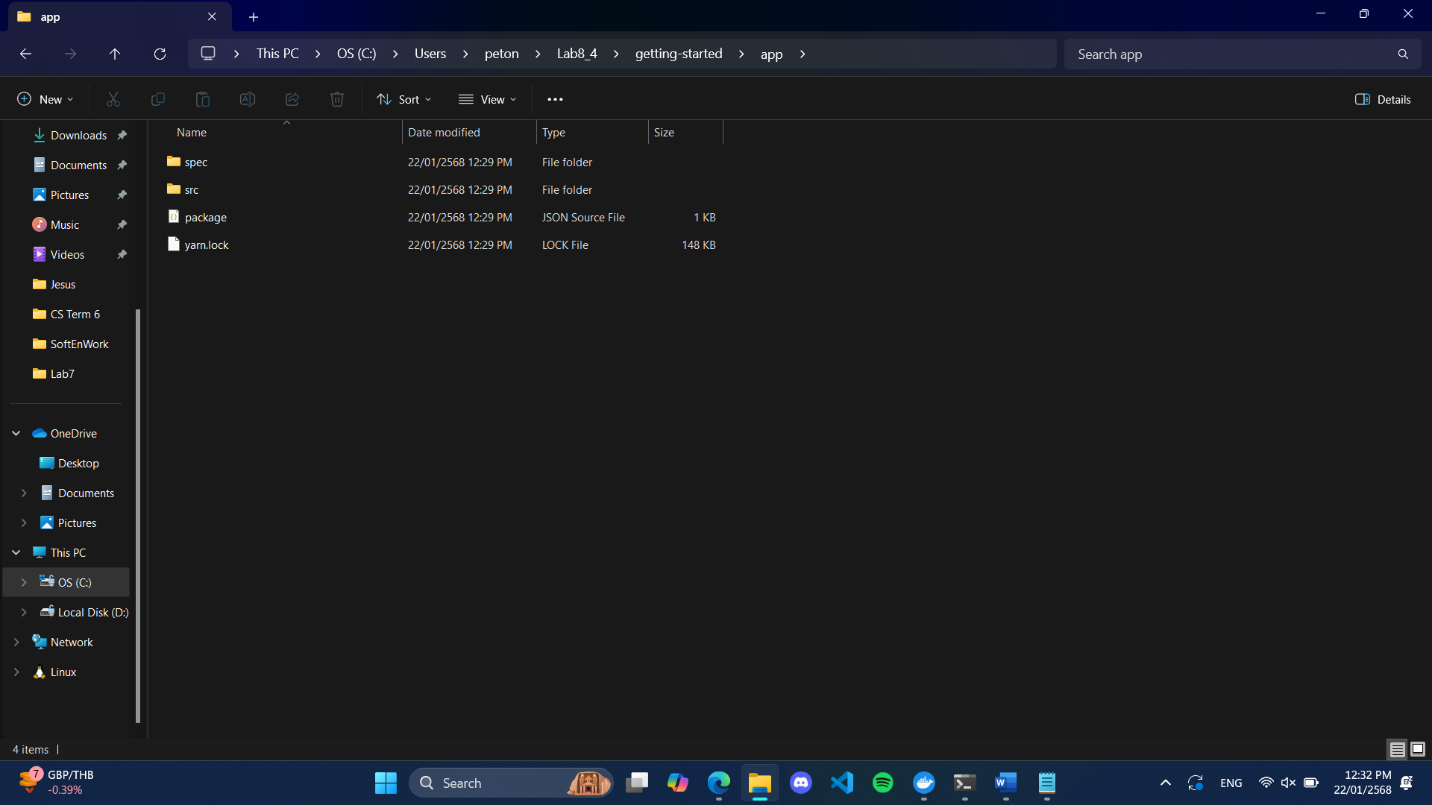 app
This PC > OS (C:) > Users > peton > Lab8_4 > getting-started > app >
Search app
New
Sort
View
Details
Name Date modified Type Size
spec 22/01/2568 12:29 PM File folder
src 22/01/2568 12:29 PM File folder
package 22/01/2568 12:29 PM JSON Source File 1 KB
yarn.lock 22/01/2568 12:29 PM LOCK File 148 KB
Downloads
Documents
Pictures
Music
Videos
Jesus
CS Term 6
SoftEnWork
Lab7
OneDrive
Desktop
Documents
Pictures
This PC
OS (C:)
Local Disk (D:)
Network
Linux
4 items
7
GBP/THB
-0.39%
Search
ENG
12:32 PM
22/01/2568